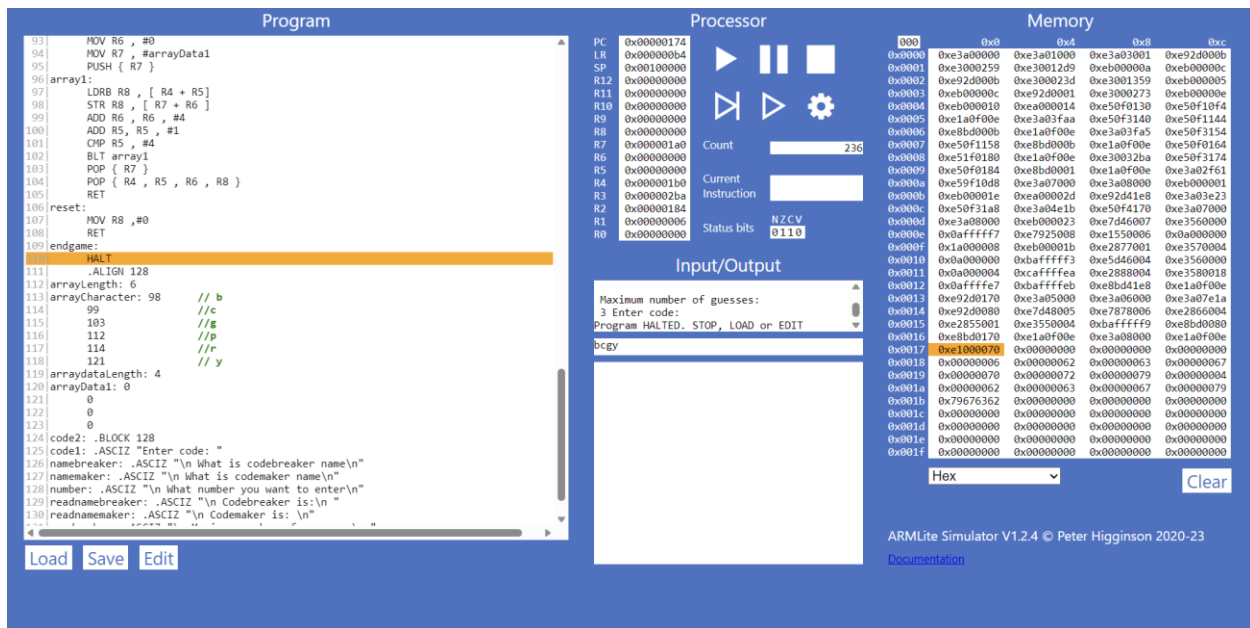 Program
93| MOV R6 , #0
94| MOV R7 , #arrayData1
95| PUSH { R7 }
96|array1:
97| LDRB R8 , [ R4 + R5]
98| STR R8 , [ R7 + R6 ]
99| ADD R6 , R6 , #4
100| ADD R5, R5 , #1
101| CMP R5 , #4
102| BLT array1
103| POP { R7 }
104| POP { R4 , R5 , R6 , R8 }
105| RET
106|reset:
107| MOV R8 ,#0
108| RET
109|endgame:
110| HALT
111| .ALIGN 128
112|arrayLength: 6
113|arrayCharacter: 98 // b
114| 99 //c
115| 103 //g
116| 112 //p
117| 114 //r
118| 121 // y
119|arraydataLength: 4
120|arrayData1: 0
121| 0
122| 0
123| 0
124|code2: .BLOCK 128
125|code1: .ASCIZ "Enter code: "
126|namebreaker: .ASCIZ "\n What is codebreaker name\n"
127|namemaker: .ASCIZ "\n What is codemaker name\n"
128|number: .ASCIZ "\n What number you want to enter\n"
129|readnamebreaker: .ASCIZ "\n Codebreaker is:\n "
130|readnamemaker: .ASCIZ "\n Codemaker is: \n"
Load Save Edit
Processor
PC 0x00000174
LR 0x000000b4
SP 0x00100000
R12 0x00000000
R11 0x00000000
R10 0x00000000
R9 0x00000000
R8 0x00000000
R7 0x000001a0
R6 0x00000000
R5 0x00000000
R4 0x000001b0
R3 0x000002ba
R2 0x00000184
R1 0x00000006
R0 0x00000000
Count 236
Current
Instruction
Status bits NZCV
0110
Input/Output
Maximum number of guesses:
3 Enter code:
Program HALTED. STOP, LOAD or EDIT
bcgy
Memory
000 0x0 0x4 0x8 0xc
0x0000 0xe3a00000 0xe3a01000 0xe3a03001 0xe92d000b
0x0001 0xe3000259 0xe30012d9 0xeb00000a 0xeb00000c
0x0002 0xe92d000b 0xe300023d 0xe3001359 0xeb000005
0x0003 0xeb00000c 0xe92d0001 0xe3000273 0xeb00000e
0x0004 0xeb000010 0xea000014 0xe50f0130 0xe50f10f4
0x0005 0xe1a0f00e 0xe3a03faa 0xe50f3140 0xe50f1144
0x0006 0xe8bd000b 0xe1a0f00e 0xe3a03fa5 0xe50f3154
0x0007 0xe50f1158 0xe8bd000b 0xe1a0f00e 0xe50f0164
0x0008 0xe51f0180 0xe1a0f00e 0xe30032ba 0xe50f3174
0x0009 0xe50f0184 0xe8bd0001 0xe1a0f00e 0xe3a02f61
0x000a 0xe59f10d8 0xe3a07000 0xe3a08000 0xeb000001
0x000b 0xeb00001e 0xea00002d 0xe92d41e8 0xe3a03e23
0x000c 0xe50f31a8 0xe3a04e1b 0xe50f4170 0xe3a07000
0x000d 0xe3a08000 0xeb000023 0xe7d46007 0xe3560000
0x000e 0x0afffff7 0xe7925008 0xe1550006 0x0a000000
0x000f 0x1a000008 0xeb00001b 0xe2877001 0xe3570004
0x0010 0x0a000000 0xbafffff3 0xe5d46004 0xe3560000
0x0011 0x0a000004 0xcaffffea 0xe2888004 0xe3580018
0x0012 0x0affffe7 0xbaffffeb 0xe8bd41e8 0xe1a0f00e
0x0013 0xe92d0170 0xe3a05000 0xe3a06000 0xe3a07e1a
0x0014 0xe92d0080 0xe7d48005 0xe7878006 0xe2866004
0x0015 0xe2855001 0xe3550004 0xbafffff9 0xe8bd0080
0x0016 0xe8bd0170 0xe1a0f00e 0xe3a08000 0xe1a0f00e
0x0017 0xe1000070 0x00000000 0x00000000 0x00000000
0x0018 0x00000006 0x00000062 0x00000063 0x00000067
0x0019 0x00000070 0x00000072 0x00000079 0x00000004
0x001a 0x00000062 0x00000063 0x00000067 0x00000079
0x001b 0x79676362 0x00000000 0x00000000 0x00000000
0x001c 0x00000000 0x00000000 0x00000000 0x00000000
0x001d 0x00000000 0x00000000 0x00000000 0x00000000
0x001e 0x00000000 0x00000000 0x00000000 0x00000000
0x001f 0x00000000 0x00000000 0x00000000 0x00000000
Hex
Clear
ARMLite Simulator V1.2.4 © Peter Higginson 2020-23
Documentation